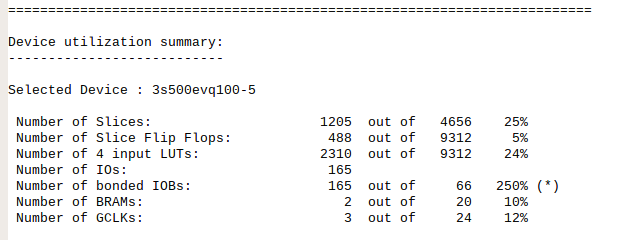 =========================================================================
Device utilization summary:
---------------------------
Selected Device : 3s500evq100-5
Number of Slices: 1205 out of 4656 25%
Number of Slice Flip Flops: 488 out of 9312 5%
Number of 4 input LUTs: 2310 out of 9312 24%
Number of IOs: 165
Number of bonded IOBs: 165 out of 66 250% (*)
Number of BRAMs: 2 out of 20 10%
Number of GCLKs: 3 out of 24 12%